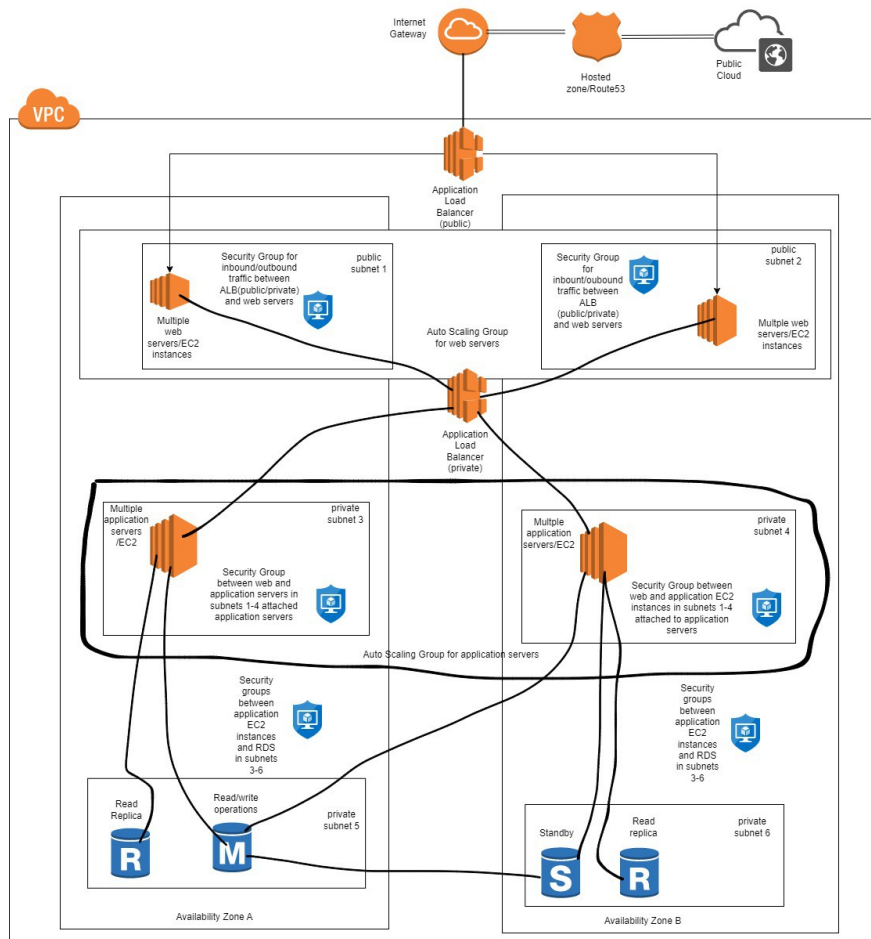 Internet
Gateway
Hosted
zone/Route53
Public
Cloud
VPC
Application
Load
Balancer
(public)
Security Group for
inbound/outbound
traffic between
ALB(public/private)
and web servers
public
subnet 1
Multiple
web
servers/EC2
instances
Security Group
for
inbount/oubound
traffic between
ALB
(public/private)
and web servers
public
subnet 2
Multple web
servers/EC2
instances
Auto Scaling Group
for web servers
Application
Load
Balancer
(private)
Multiple
application
servers
/EC2
private
subnet 3
Security Group
between web and
application servers in
subnets 1-4 attached
application servers
Multple
application
servers/EC2
private
subnet 4
Security Group between
web and application EC2
instances in subnets 1-4
attached to application
servers
Auto Scaling Group for application servers
Security
groups
between
application
EC2
instances
and RDS
in subnets
3-6
Security
groups
between
application
EC2
instances
and RDS
in subnets
3-6
Read
Replica
R
Read/write
operations
M
private
subnet 5
Standby
S
Read
replica
R
private
subnet 6
Availability Zone A
Availability Zone B